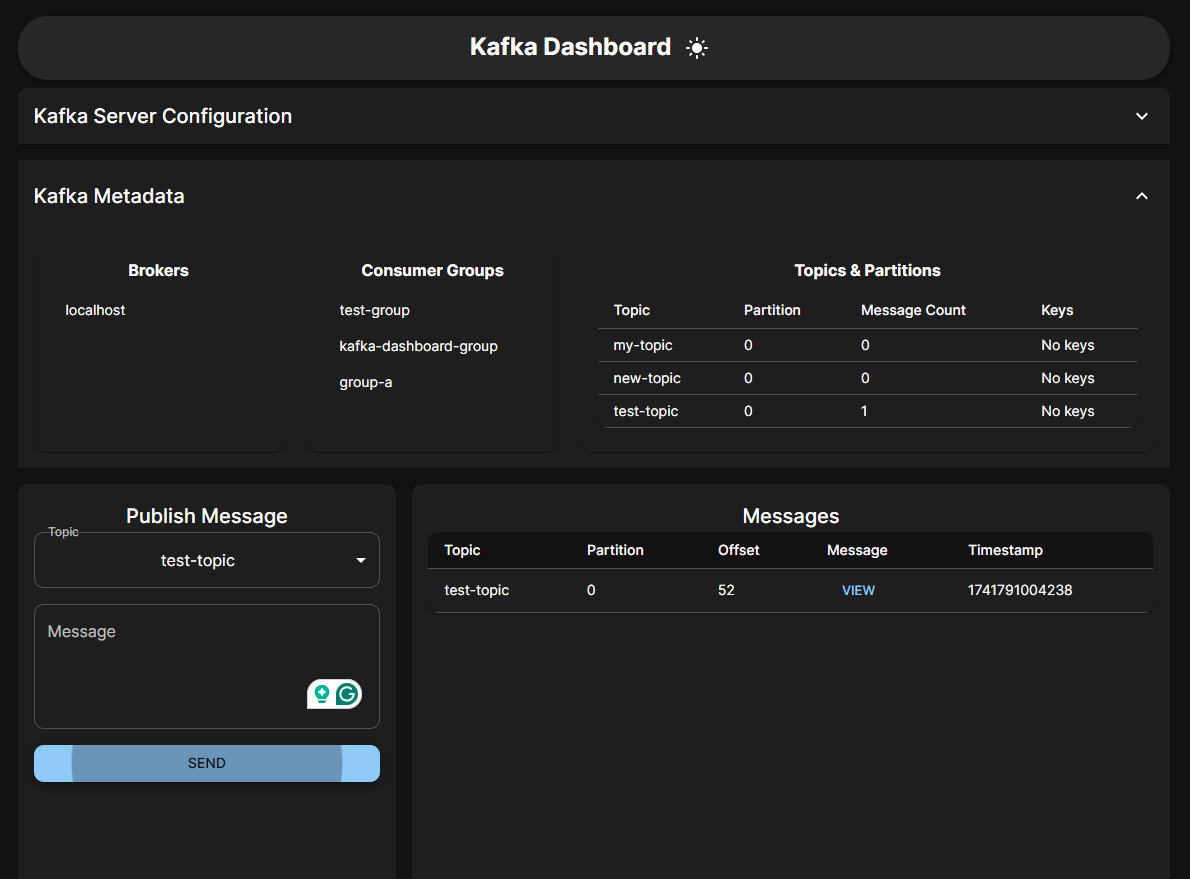 Kafka Dashboard
Kafka Server Configuration
Kafka Metadata
Brokers
localhost
Consumer Groups
test-group
kafka-dashboard-group
group-a
Topics & Partitions
Topic Partition Message Count Keys
my-topic 0 0 No keys
new-topic 0 0 No keys
test-topic 0 1 No keys
Publish Message
Topic
test-topic
Message
G
SEND
Messages
Topic Partition Offset Message Timestamp
test-topic 0 52 VIEW 1741791004238